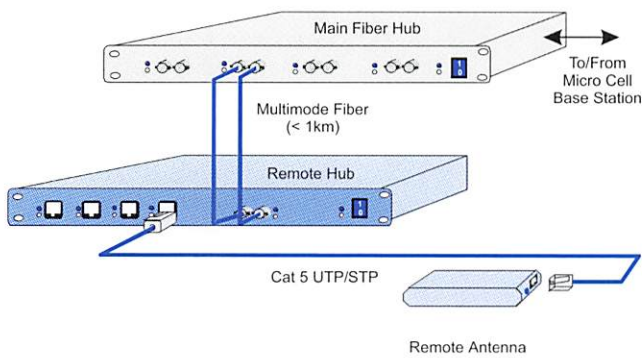 Main Fiber Hub
To/From
Micro Cell
Base Station
Multimode Fiber
(< 1km)
Remote Hub
Cat 5 UTP/STP
Remote Antenna